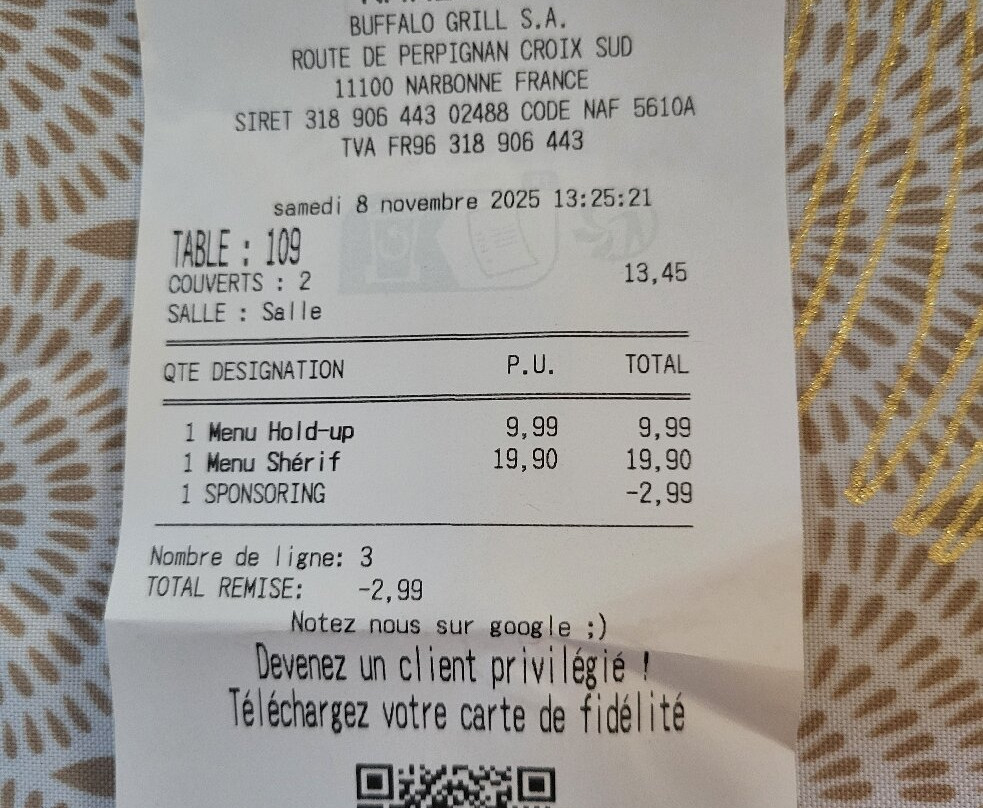 BUFFALO GRILL S.A.
ROUTE DE PERPIGNAN CROIX SUD
11100 NARBONNE FRANCE
SIRET 318 906 443 02488 CODE NAF 5610A
TVA FR96 318 906 443
samedi 8 novembre 2025 13:25:21
TABLE : 109
COUVERTS : 2 13,45
SALLE : Salle
QTE DESIGNATION P.U. TOTAL
1 Menu Hold-up 9,99 9,99
1 Menu Shérif 19,90 19,90
1 SPONSORING -2,99
Nombre de ligne: 3
TOTAL REMISE: -2,99
Notez nous sur google ;)
Devenez un client privilégié !
Téléchargez votre carte de fidélité